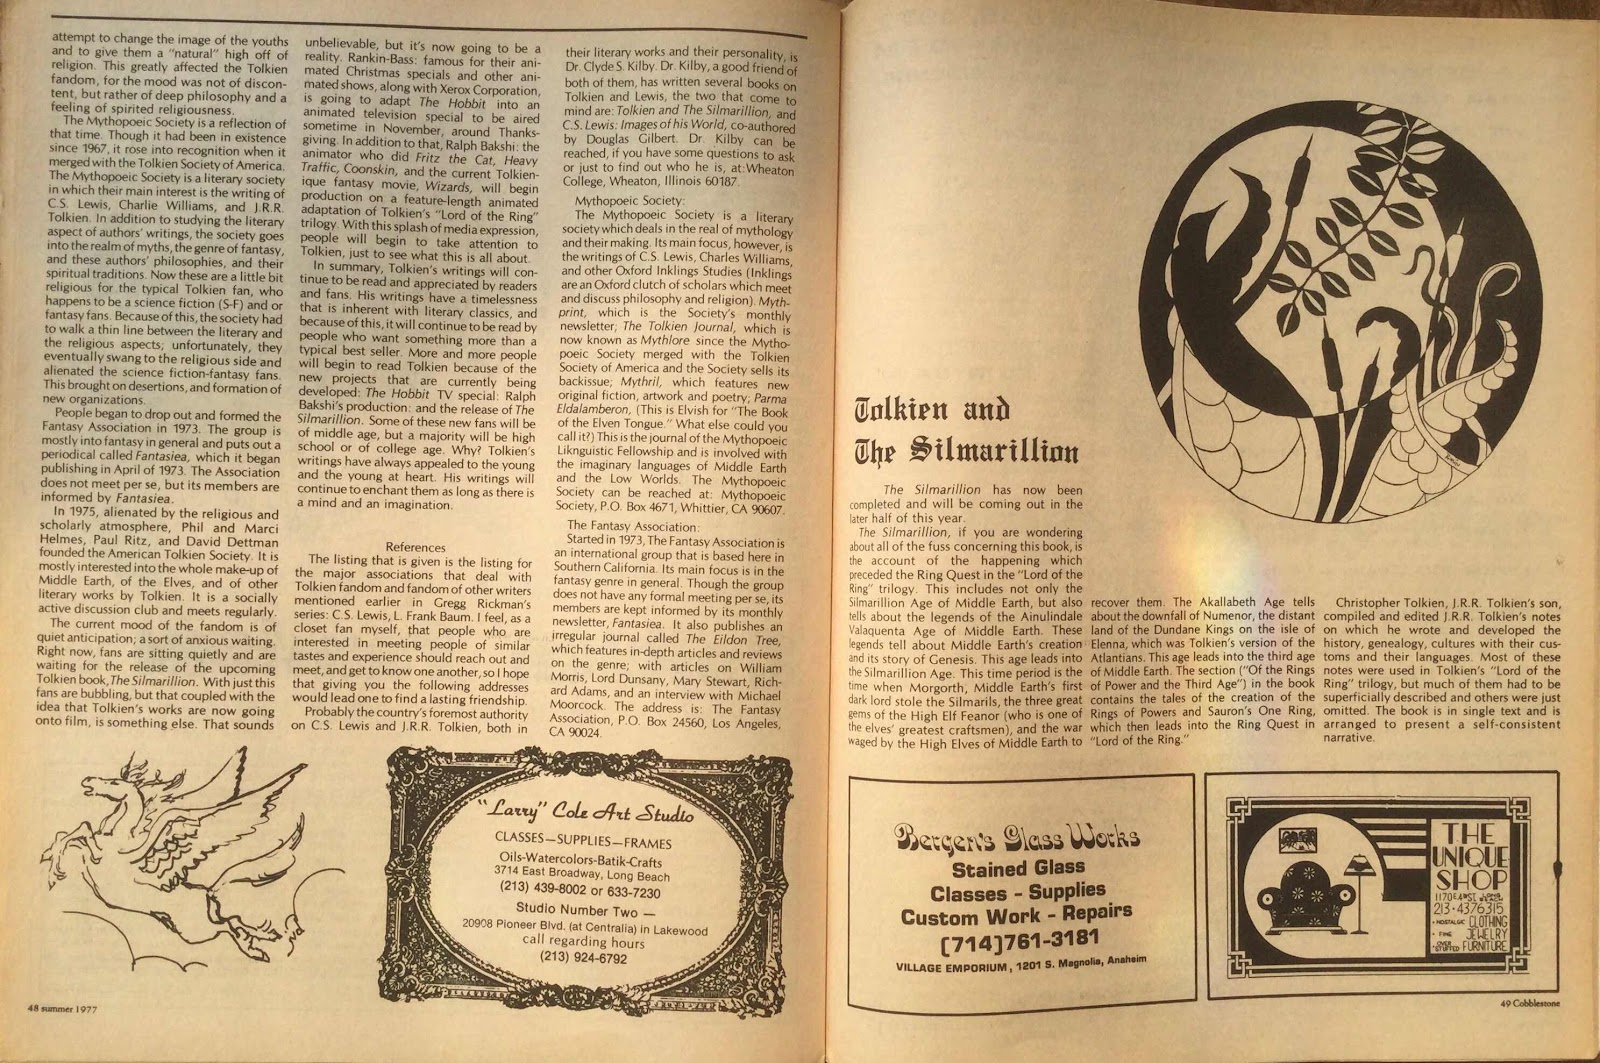 attempt to change the image of the youths
and to give them a "natural" high off of
religion. This greatly affected the Tolkien
fandom, for the mood was not of discon-
tent, but rather of deep philosophy and a
feeling of spirited religiousness.
The Mythopoeic Society is a reflection of
that time. Though it had been in existence
since 1967, it rose into recognition when it
merged with the Tolkien Society of America.
The Mythopoeic Society is a literary society
in which their main interest is the writing of
C.S. Lewis, Charlie Williams, and J.R.R.
Tolkien. In addition to studying the literary
aspect of authors' writings, the society goes
into the realm of myths, the genre of fantasy,
and these authors' philosophies, and their
spiritual traditions. Now these are a little bit
religious for the typical Tolkien fan, who
happens to be a science fiction (S-F) and or
fantasy fans. Because of this, the society had
to walk a thin line between the literary and
the religious aspects; unfortunately, they
eventually swang to the religious side and
alienated the science fiction-fantasy fans.
This brought on desertions, and formation of
new organizations.
People began to drop out and formed the
Fantasy Association in 1973. The group is
mostly into fantasy in general and puts out a
periodical called Fantasiea, which it began
publishing in April of 1973. The Association
does not meet per se, but its members are
informed by Fantasiea.
In 1975, alienated by the religious and
scholarly atmosphere, Phil and Marci
Helmes, Paul Ritz, and David Dettman
founded the American Tolkien Society. It is
mostly interested into the whole make-up of
Middle Earth, of the Elves, and of other
literary works by Tolkien. It is a socially
active discussion club and meets regularly.
The current mood of the fandom is of
quiet anticipation; a sort of anxious waiting.
Right now, fans are sitting quietly and are
waiting for the release of the upcoming
Tolkien book, The Silmarillion. With just this
fans are bubbling, but that coupled with the
idea that Tolkien's works are now going
onto film, is something else. That sounds
unbelievable, but it's now going to be a
reality. Rankin-Bass: famous for their ani-
mated Christmas specials and other ani-
mated shows, along with Xerox Corporation,
is going to adapt The Hobbit into an
animated television special to be aired
sometime in November, around Thanks-
giving. In addition to that, Ralph Bakshi: the
animator who did Fritz the Cat, Heavy
Traffic, Coonskin, and the current Tolkien-
ique fantasy movie, Wizards, will begin
production on a feature-length animated
adaptation of Tolkien's "Lord of the Ring"
trilogy. With this splash of media expression,
people will begin to take attention to
Tolkien, just to see what this is all about.
In summary, Tolkien's writings will con-
tinue to be read and appreciated by readers
and fans. His writings have a timelessness
that is inherent with literary classics, and
because of this, it will continue to be read by
people who want something more than a
typical best seller. More and more people
will begin to read Tolkien because of the
new projects that are currently being
developed: The Hobbit TV special: Ralph
Bakshi's production: and the release of The
Silmarillion. Some of these new fans will be
of middle age, but a majority will be high
school or of college age. Why? Tolkien's
writings have always appealed to the young
and the young at heart. His writings will
continue to enchant them as long as there is
a mind and an imagination.
References
The listing that is given is the listing for
the major associations that deal with
Tolkien fandom and fandom of other writers
mentioned earlier in Gregg Rickman's
series: C.S. Lewis, L. Frank Baum. I feel, as a
closet fan myself, that people who are
interested in meeting people of similar
tastes and experience should reach out and
meet, and get to know one another, so I hope
that giving you the following addresses
would lead one to find a lasting friendship.
Probably the country's foremost authority
on C.S. Lewis and J.R.R. Tolkien, both in
their literary works and their personality, is
Dr. Clyde S. Kilby. Dr. Kilby, a good friend of
both of them, has written several books on
Tolkien and Lewis, the two that come to
mind are: Tolkien and The Silmarillion, and
C.S. Lewis: Images of his World, co-authored
by Douglas Gilbert. Dr. Kilby can be
reached, if you have some questions to ask
or just to find out who he is, at: Wheaton
College, Wheaton, Illinois 60187.
Mythopoeic Society:
The Mythopoeic Society is a literary
society which deals in the real of mythology
and their making. Its main focus, however, is
the writings of C.S. Lewis, Charles Williams,
and other Oxford Inklings Studies (Inklings
are an Oxford clutch of scholars which meet
and discuss philosophy and religion). Myth-
print, which is the Society's monthly
newsletter; The Tolkien Journal, which is
now known as Mythlore since the Mytho-
poeic Society merged with the Tolkien
Society of America and the Society sells its
backissue; Mythril, which features new
original fiction, artwork and poetry; Parma
Eldalamberon, (This is Elvish for "The Book
of the Elven Tongue." What else could you
call it?) This is the journal of the Mythopoeic
Liknguistic Fellowship and is involved with
the imaginary languages of Middle Earth
and the Low Worlds. The Mythopoeic
Society can be reached at: Mythopoeic
Society, P.O. Box 4671, Whittier, CA 90607.
The Fantasy Association:
Started in 1973, The Fantasy Association is
an international group that is based here in
Southern California. Its main focus is in the
fantasy genre in general. Though the group
does not have any formal meeting per se, its
members are kept informed by its monthly
newsletter, Fantasiea. It also publishes an
irregular journal called The Eildon Tree,
which features in-depth articles and reviews
on the genre; with articles on William
Morris, Lord Dunsany, Mary Stewart, Rich-
ard Adams, and an interview with Michael
Moorcock. The address is: The Fantasy
Association, P.O. Box 24560, Los Angeles,
CA 90024.
"Larry" Cole Art Studio
CLASSES—SUPPLIES—FRAMES
Oils-Watercolors-Batik-Crafts
3714 East Broadway, Long Beach
(213) 439-8002 or 633-7230
Studio Number Two —
20908 Pioneer Blvd. (at Centralia) in Lakewood
call regarding hours
(213) 924-6792
48 summer 1977
Tolkien and
The Silmarillion
The Silmarillion has now been
completed and will be coming out in the
later half of this year.
The Silmarillion, if you are wondering
about all of the fuss concerning this book, is
the account of the happening which
preceded the Ring Quest in the "Lord of the
Ring" trilogy. This includes not only the
Silmarillion Age of Middle Earth, but also
tells about the legends of the Ainulindale
Valaquenta Age of Middle Earth. These
legends tell about Middle Earth's creation
and its story of Genesis. This age leads into
the Silmarillion Age. This time period is the
time when Morgorth, Middle Earth's first
dark lord stole the Silmarils, the three great
gems of the High Elf Feanor (who is one of
the elves' greatest craftsmen), and the war
waged by the High Elves of Middle Earth to
recover them. The Akallabeth Age tells
about the downfall of Numenor, the distant
land of the Dundane Kings on the isle of
Elenna, which was Tolkien's version of the
Atlantians. This age leads into the third age
of Middle Earth. The section ("Of the Rings
of Power and the Third Age") in the book
contains the tales of the creation of the
Rings of Powers and Sauron's One Ring,
which then leads into the Ring Quest in
"Lord of the Ring."
Christopher Tolkien, J.R.R. Tolkien's son,
compiled and edited J.R.R. Tolkien's notes
on which he wrote and developed the
history, genealogy, cultures with their cus-
toms and their languages. Most of these
notes were used in Tolkien's "Lord of the
Ring" trilogy, but much of them had to be
superficially described and others were just
omitted. The book is in single text and is
arranged to present a self-consistent
narrative.
Bergen's Glass Works
Stained Glass
Classes - Supplies
Custom Work - Repairs
(714)761-3181
VILLAGE EMPORIUM, 1201 S. Magnolia, Anaheim
THE
UNIQUE
SHOP
1170 E. 4th ST.
213·4376315
• NOSTALGIC CLOTHING
• FINE JEWELRY
• OVER STUFFED FURNITURE
49 Cobblestone